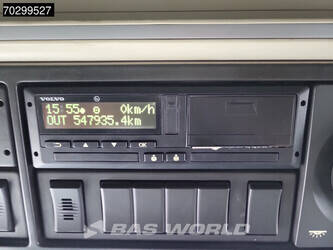 70299527
VOLVO
15:55 0km/h
OUT 547935.4km
OK
BAS WORLD